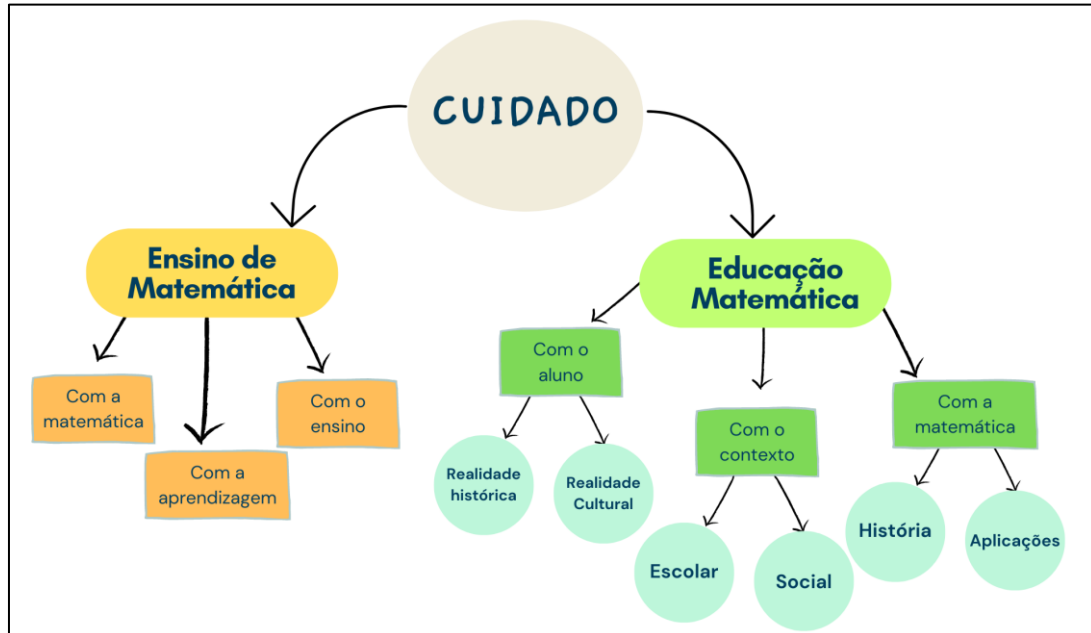 CUIDADO
Ensino de
Matemática
Educação
Matemática
Com a
matemática
Com a
aprendizagem
Com o
ensino
Com o
aluno
Com o
contexto
Com a
matemática
Realidade
histórica
Realidade
Cultural
Escolar
Social
História
Aplicações